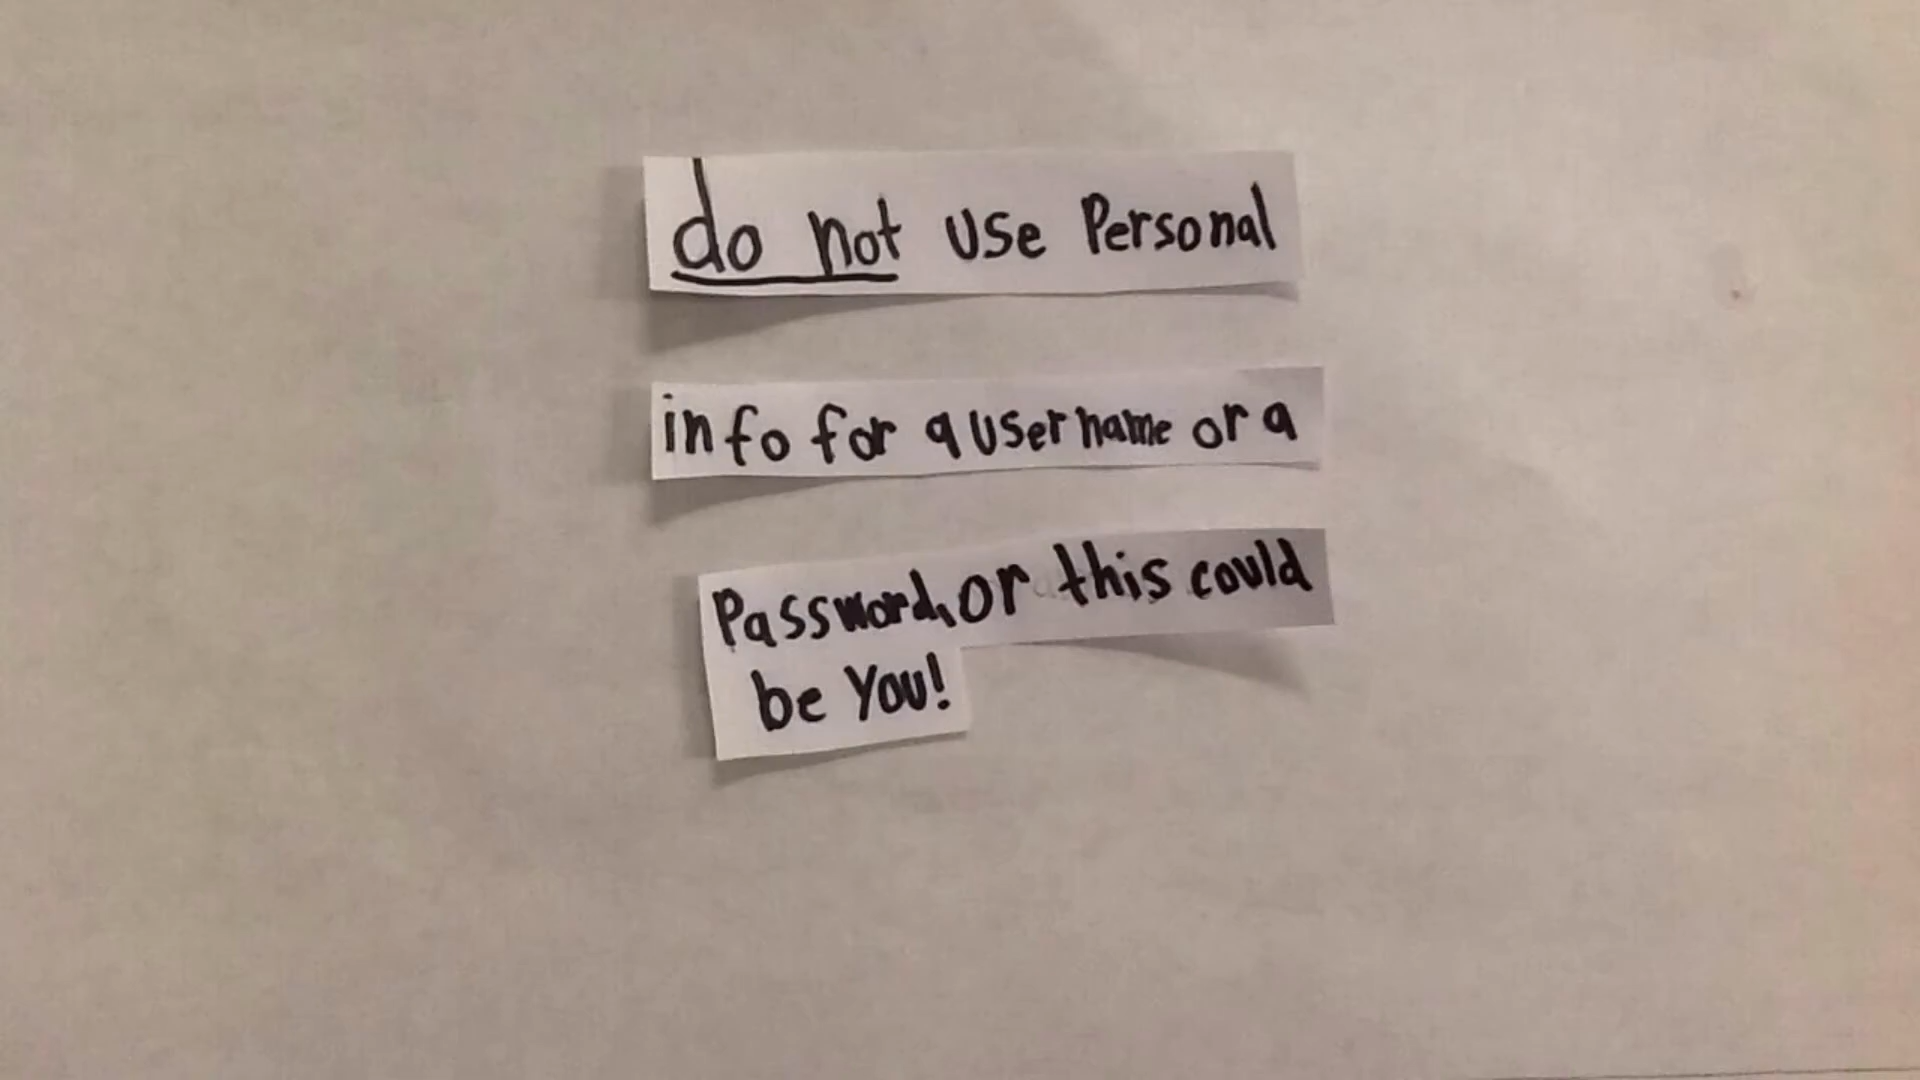 do not use Personal
info for a username or a
Password, or this could
be You!